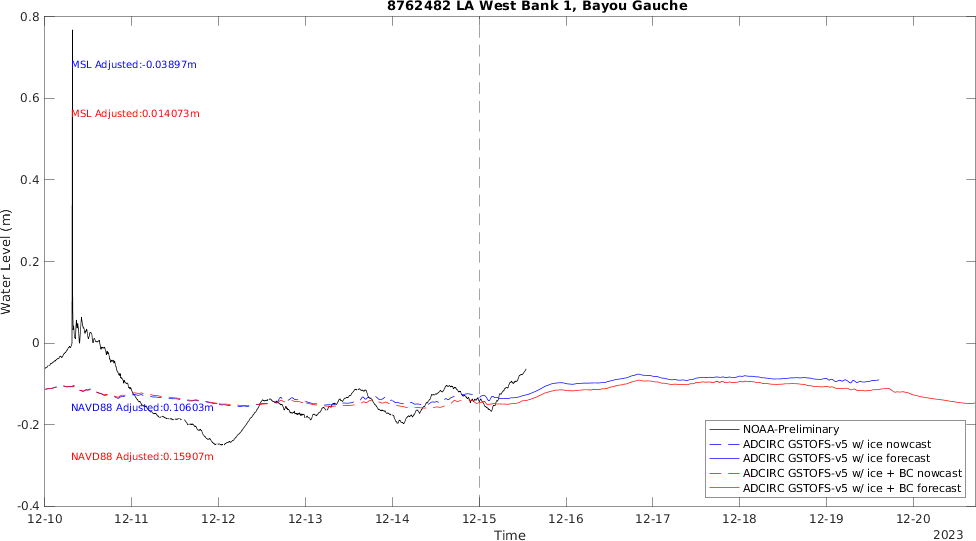 8762482 LA West Bank 1, Bayou Gauche
0.8
MSL Adjusted:-0.03897m
0.6
MSL Adjusted:0.014073m
0.4
0.2
Water Level (m)
0
NAVD88 Adjusted:0.10603m
-0.2
NAVD88 Adjusted:0.15907m
-0.4
NOAA-Preliminary
ADCIRC GSTOFS-v5 w/ ice nowcast
ADCIRC GSTOFS-v5 w/ ice forecast
ADCIRC GSTOFS-v5 w/ ice + BC nowcast
ADCIRC GSTOFS-v5 w/ ice + BC forecast
12-10 12-11 12-12 12-13 12-14 12-15 12-16 12-17 12-18 12-19 12-20
Time
2023